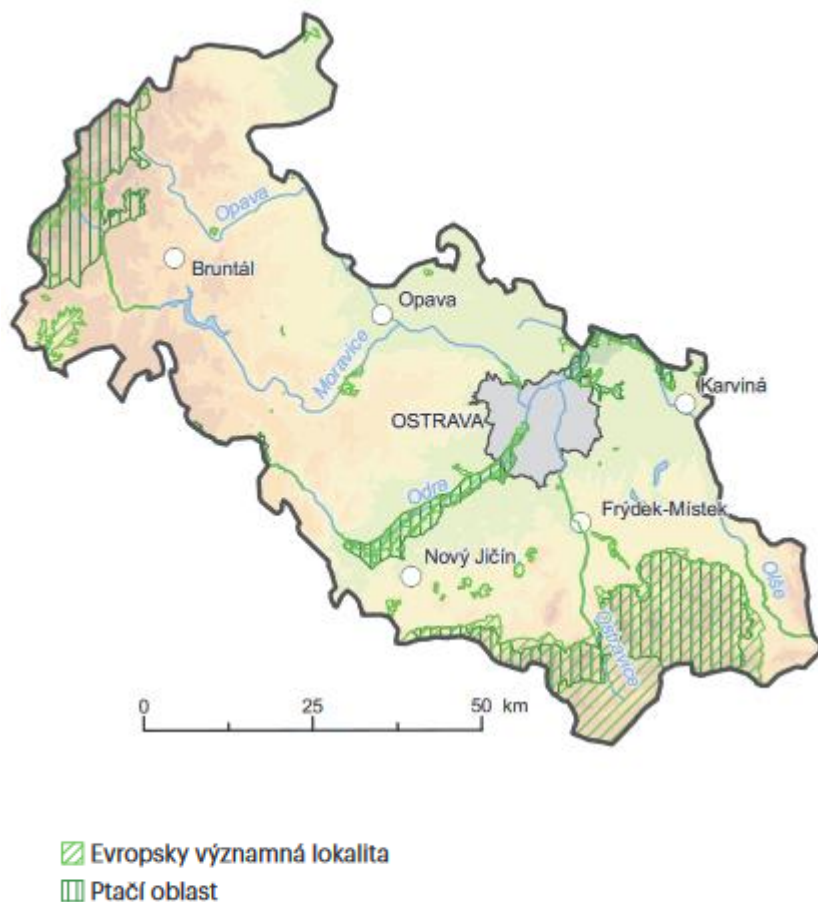 Opava
Bruntál
Opava
Moravice
Karviná
OSTRAVA
Odra
Frýdek-Místek
Nový Jičín
Olše
Ostravice
0 25 50 km
Evropsky významná lokalita
Ptačí oblast